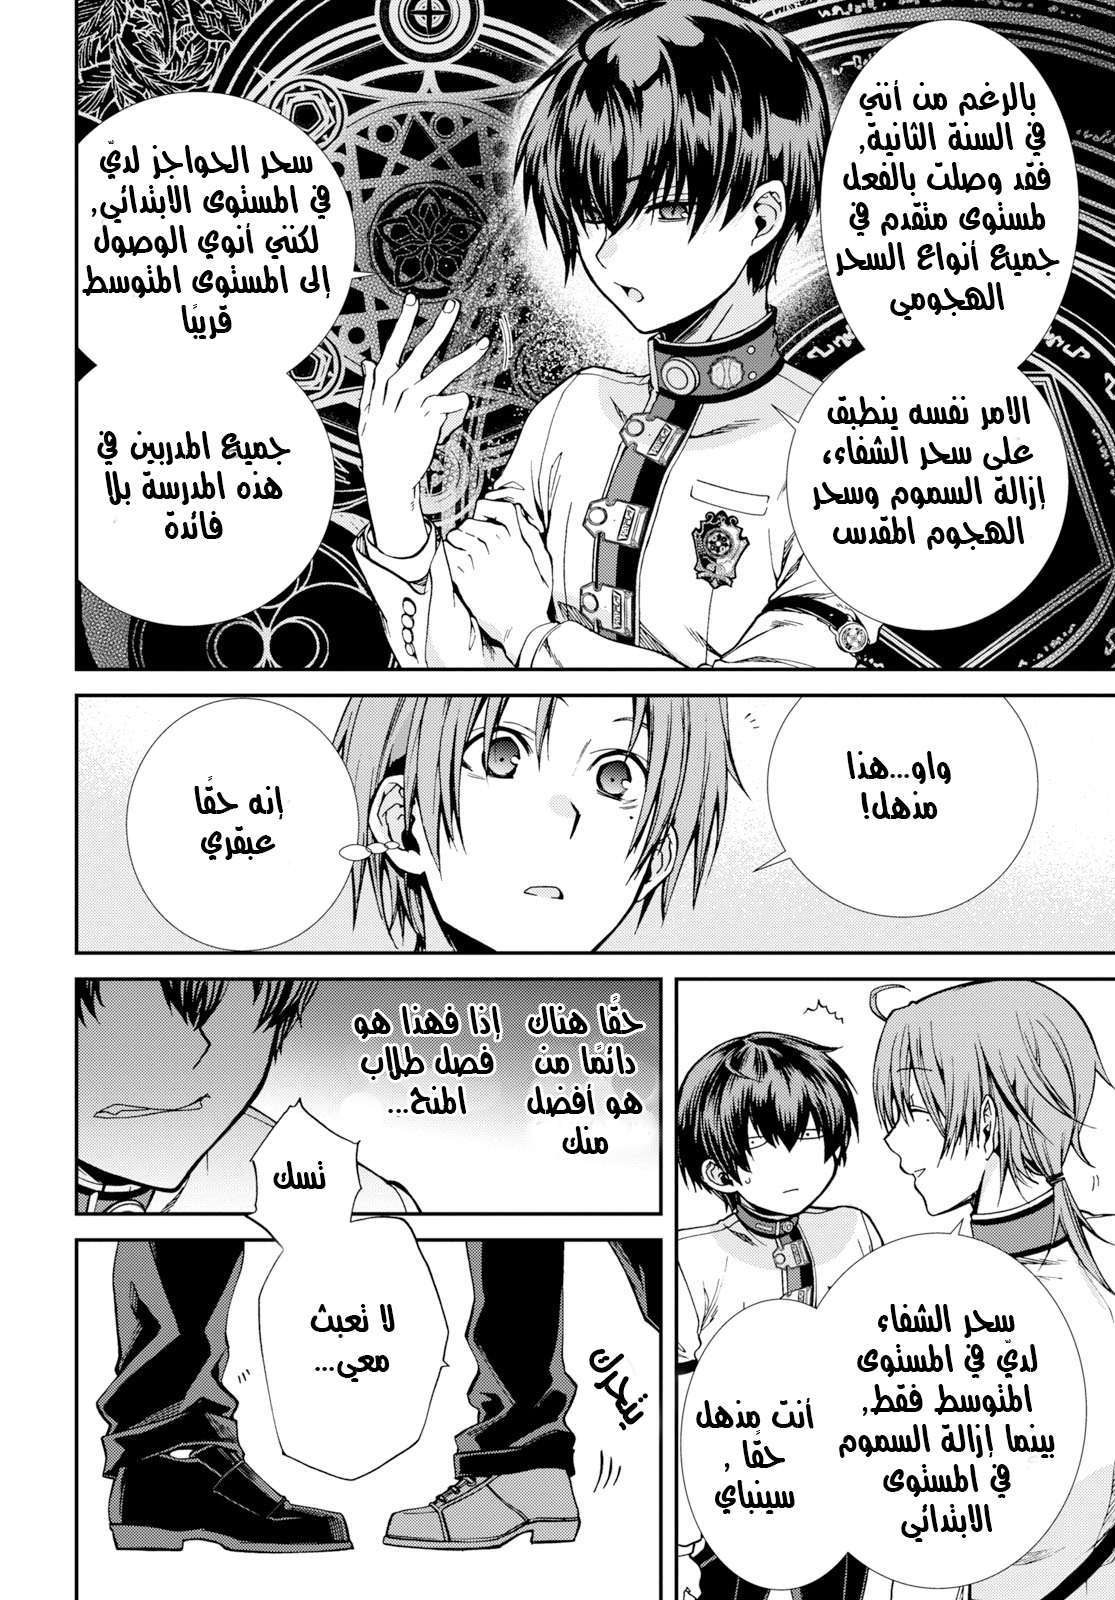 بالرغم من أنني
في السنة الثانية,
فقد وصلت بالفعل
لمستوى متقدم في
جميع أنواع السحر
الهجومي
الامر نفسه ينطبق
على سحر الشفاء،
إزالة السموم وسحر
الهجوم المقدس
سحر الحواجز لديّ
في المستوى الابتدائي,
لكنني أنوي الوصول
إلى المستوى المتوسط
قريبًا
جميع المدربين في
هذه المدرسة بلا
فائدة
واو...هذا
مذهل!
إنه حقًا
عبقري
سحر الشفاء
لديّ في المستوى
المتوسط فقط,
بينما إزالة السموم
في المستوى
الابتدائي
أنت مذهل
حقًا ,
سينباي
حقًا هناك
دائمًا من
هو أفضل
منك
إذا فهذا هو
فصل طلاب
المنح...
تسك
لا تعبث
معي...
يتحرك